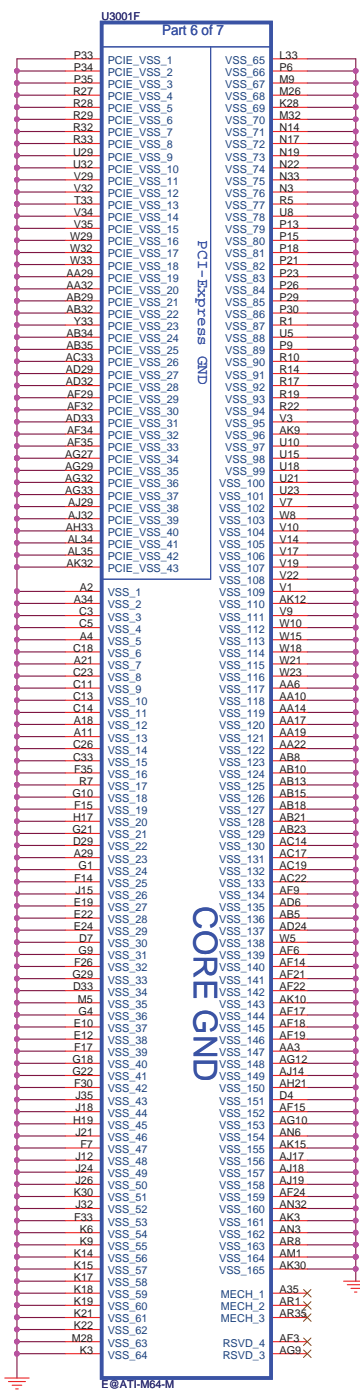 U3001F
Part 6 of 7
P33 PCIE_VSS_1
P34 PCIE_VSS_2
P35 PCIE_VSS_3
R27 PCIE_VSS_4
R28 PCIE_VSS_5
R29 PCIE_VSS_6
R32 PCIE_VSS_7
R33 PCIE_VSS_8
U29 PCIE_VSS_9
U32 PCIE_VSS_10
V29 PCIE_VSS_11
V32 PCIE_VSS_12
T33 PCIE_VSS_13
V34 PCIE_VSS_14
V35 PCIE_VSS_15
W29 PCIE_VSS_16
W32 PCIE_VSS_17
W33 PCIE_VSS_18
AA29 PCIE_VSS_19
AA32 PCIE_VSS_20
AB29 PCIE_VSS_21
AB32 PCIE_VSS_22
Y33 PCIE_VSS_23
AB34 PCIE_VSS_24
AB35 PCIE_VSS_25
AC33 PCIE_VSS_26
AD29 PCIE_VSS_27
AD32 PCIE_VSS_28
AF29 PCIE_VSS_29
AF32 PCIE_VSS_30
AD33 PCIE_VSS_31
AF34 PCIE_VSS_32
AF35 PCIE_VSS_33
AG27 PCIE_VSS_34
AG29 PCIE_VSS_35
AG32 PCIE_VSS_36
AG33 PCIE_VSS_37
AJ29 PCIE_VSS_38
AJ32 PCIE_VSS_39
AH33 PCIE_VSS_40
AL34 PCIE_VSS_41
AL35 PCIE_VSS_42
AK32 PCIE_VSS_43
PCI-Express GND
A2 VSS_1
A34 VSS_2
C3 VSS_3
C5 VSS_4
A4 VSS_5
C18 VSS_6
A21 VSS_7
C23 VSS_8
C11 VSS_9
C13 VSS_10
C14 VSS_11
A18 VSS_12
A11 VSS_13
C26 VSS_14
C33 VSS_15
F35 VSS_16
R7 VSS_17
G10 VSS_18
F15 VSS_19
H17 VSS_20
G21 VSS_21
D29 VSS_22
A29 VSS_23
G1 VSS_24
F14 VSS_25
J15 VSS_26
E19 VSS_27
E22 VSS_28
E24 VSS_29
D7 VSS_30
G9 VSS_31
F26 VSS_32
G29 VSS_33
D33 VSS_34
M5 VSS_35
G4 VSS_36
E10 VSS_37
E12 VSS_38
F17 VSS_39
G18 VSS_40
G22 VSS_41
F30 VSS_42
J35 VSS_43
J18 VSS_44
H19 VSS_45
J21 VSS_46
F7 VSS_47
J12 VSS_48
J24 VSS_49
J26 VSS_50
K30 VSS_51
J32 VSS_52
F33 VSS_53
K6 VSS_54
K9 VSS_55
K14 VSS_56
K15 VSS_57
K17 VSS_58
K18 VSS_59
K19 VSS_60
K21 VSS_61
K22 VSS_62
M28 VSS_63
K3 VSS_64
CORE GND
VSS_65 L33
VSS_66 P6
VSS_67 M9
VSS_68 M26
VSS_69 K28
VSS_70 M32
VSS_71 N14
VSS_72 N17
VSS_73 N19
VSS_74 N22
VSS_75 N33
VSS_76 N3
VSS_77 R5
VSS_78 U8
VSS_79 P13
VSS_80 P15
VSS_81 P18
VSS_82 P21
VSS_83 P23
VSS_84 P26
VSS_85 P29
VSS_86 P30
VSS_87 R1
VSS_88 U5
VSS_89 P9
VSS_90 R10
VSS_91 R14
VSS_92 R17
VSS_93 R19
VSS_94 R22
VSS_95 V3
VSS_96 AK9
VSS_97 U10
VSS_98 U15
VSS_99 U18
VSS_100 U21
VSS_101 U23
VSS_102 V7
VSS_103 W8
VSS_104 V10
VSS_105 V14
VSS_106 V17
VSS_107 V19
VSS_108 V22
VSS_109 V1
VSS_110 AK12
VSS_111 V9
VSS_112 W10
VSS_113 W15
VSS_114 W18
VSS_115 W21
VSS_116 W23
VSS_117 AA6
VSS_118 AA10
VSS_119 AA14
VSS_120 AA17
VSS_121 AA19
VSS_122 AA22
VSS_123 AB8
VSS_124 AB10
VSS_125 AB13
VSS_126 AB15
VSS_127 AB18
VSS_128 AB21
VSS_129 AB23
VSS_130 AC14
VSS_131 AC17
VSS_132 AC19
VSS_133 AC22
VSS_134 AF9
VSS_135 AD6
VSS_136 AB5
VSS_137 AD24
VSS_138 W5
VSS_139 AF6
VSS_140 AF14
VSS_141 AF21
VSS_142 AF22
VSS_143 AK10
VSS_144 AF17
VSS_145 AF18
VSS_146 AF19
VSS_147 AA3
VSS_148 AG12
VSS_149 AJ14
VSS_150 AH21
VSS_151 D4
VSS_152 AF15
VSS_153 AG10
VSS_154 AN6
VSS_155 AK15
VSS_156 AJ17
VSS_157 AJ18
VSS_158 AJ19
VSS_159 AF24
VSS_160 AN32
VSS_161 AK3
VSS_162 AN3
VSS_163 AR8
VSS_164 AM1
VSS_165 AK30
MECH_1 A35
MECH_2 AR1
MECH_3 AR35
RSVD_4 AF3
RSVD_3 AG9
E@ATI-M64-M